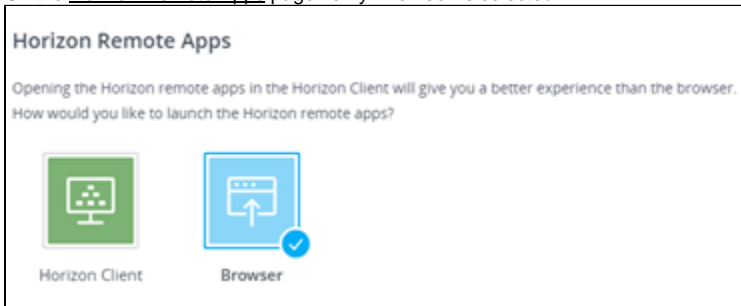 Horizon Remote Apps
Opening the Horizon remote apps in the Horizon Client will give you a better experience than the browser.
How would you like to launch the Horizon remote apps?
Horizon Client Browser